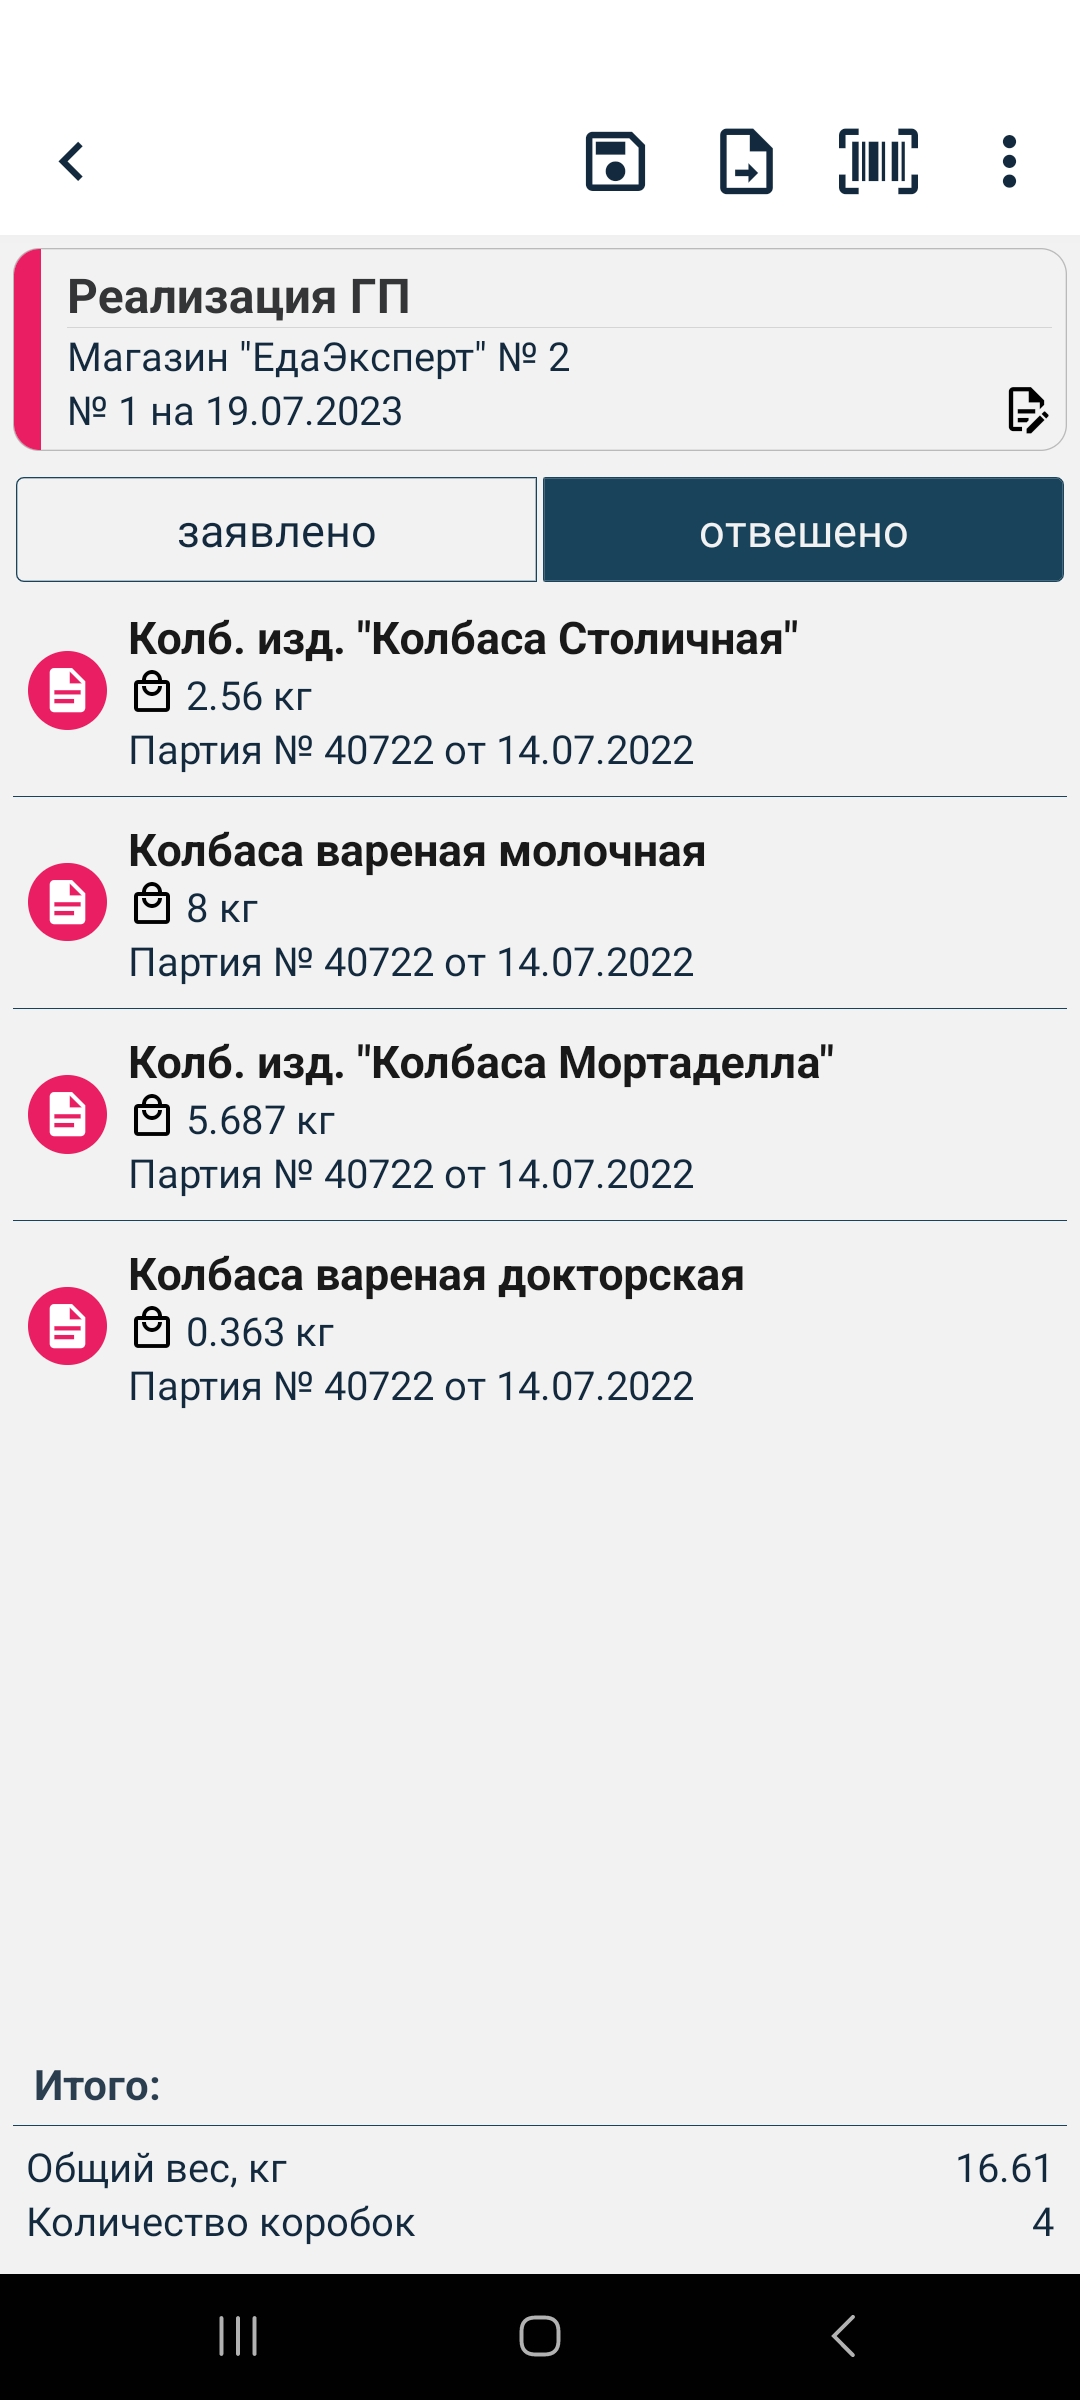 Реализация ГП
Магазин "ЕдаЭксперт" № 2
№ 1 на 19.07.2023
заявлено
отвешено
Колб. изд. "Колбаса Столичная"
2.56 кг
Партия № 40722 от 14.07.2022
Колбаса вареная молочная
8 кг
Партия № 40722 от 14.07.2022
Колб. изд. "Колбаса Мортаделла"
5.687 кг
Партия № 40722 от 14.07.2022
Колбаса вареная докторская
0.363 кг
Партия № 40722 от 14.07.2022
Итого:
Общий вес, кг 16.61
Количество коробок 4